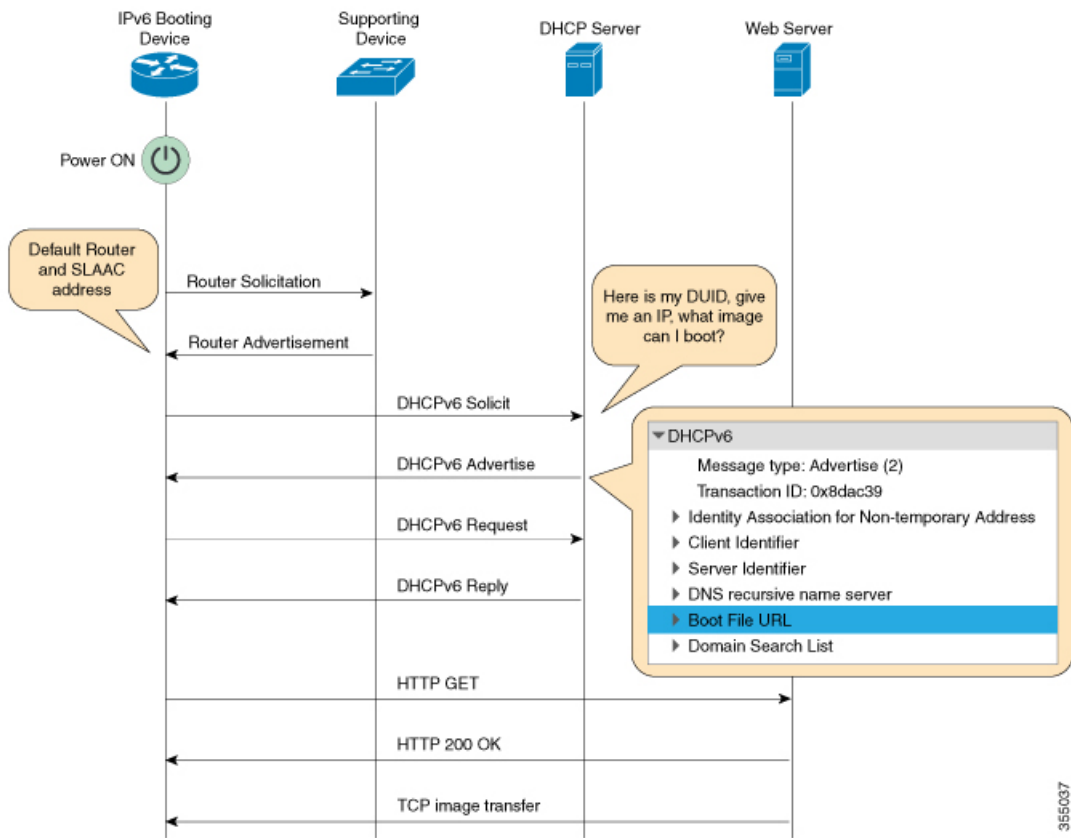 IPv6 Booting
Device
Supporting
Device
DHCP Server
Web Server
Power ON
Default Router
and SLAAC
address
Router Solicitation
Here is my DUID, give
me an IP, what image
can I boot?
Router Advertisement
DHCPv6 Solicit
DHCPv6 Advertise
DHCPv6
Message type: Advertise (2)
Transaction ID: 0x8dac39
Identity Association for Non-temporary Address
Client Identifier
Server Identifier
DNS recursive name server
Boot File URL
Domain Search List
DHCPv6 Request
DHCPv6 Reply
HTTP GET
HTTP 200 OK
TCP image transfer
355037